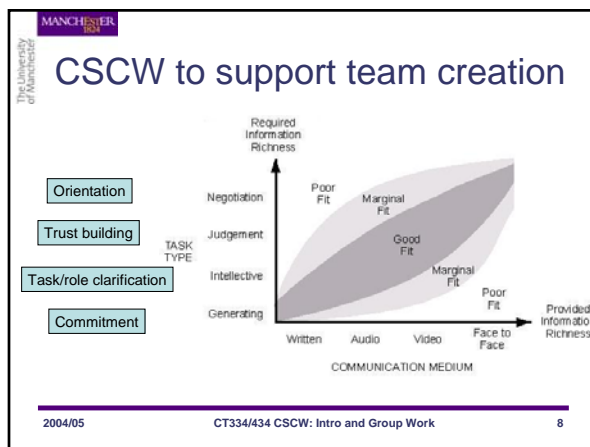 MANCHESTER
1824
The University
of Manchester
CSCW to support team creation
Orientation
Trust building
Task/role clarification
Commitment
Required
Information
Richness
TASK
TYPE
Negotiation
Judgement
Intellective
Generating
Poor
Fit
Marginal
Fit
Good
Fit
Marginal
Fit
Poor
Fit
Provided
Information
Richness
Written
Audio
Video
Face to
Face
COMMUNICATION MEDIUM
2004/05
CT334/434 CSCW: Intro and Group Work
8